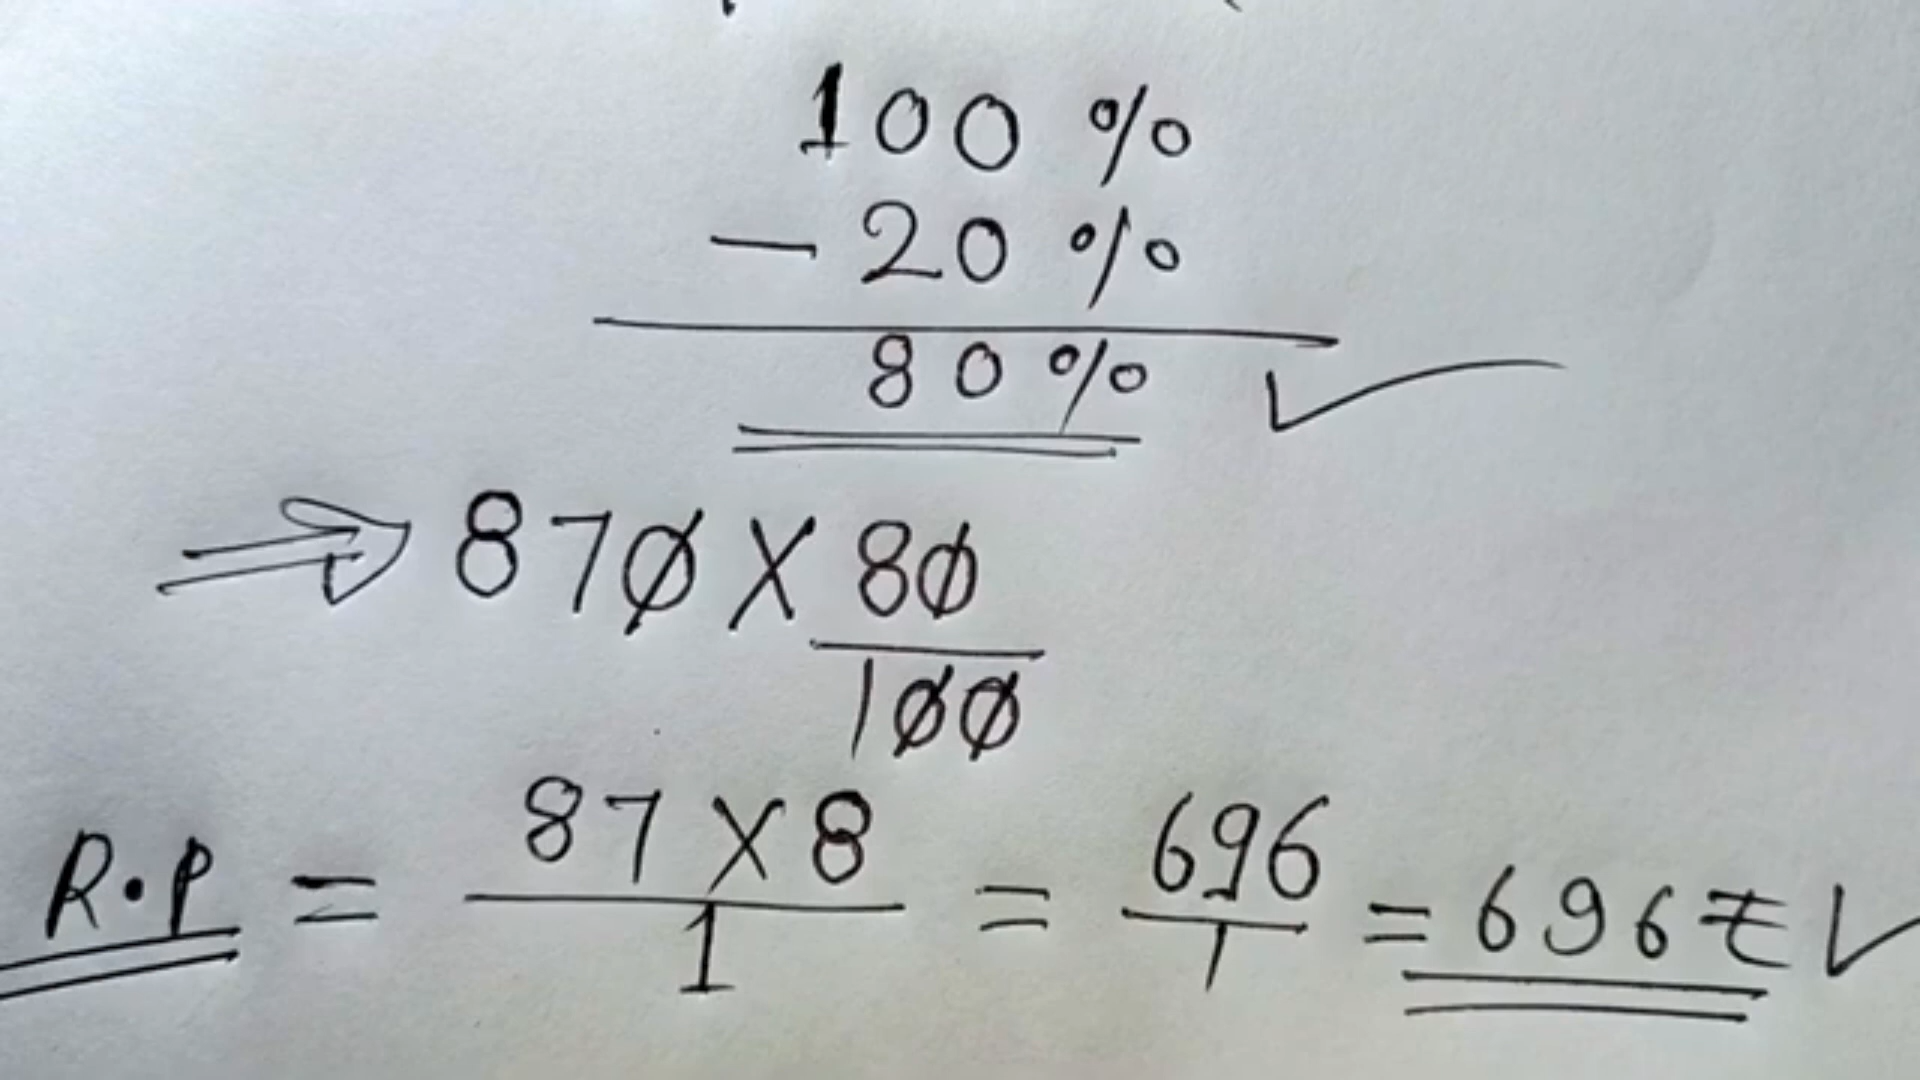 100 %
- 20 %
80 % ✓
⇒ 870 X 80
100
R.P = 87 X 8 = 696 = 696 ₹ ✓
1 1